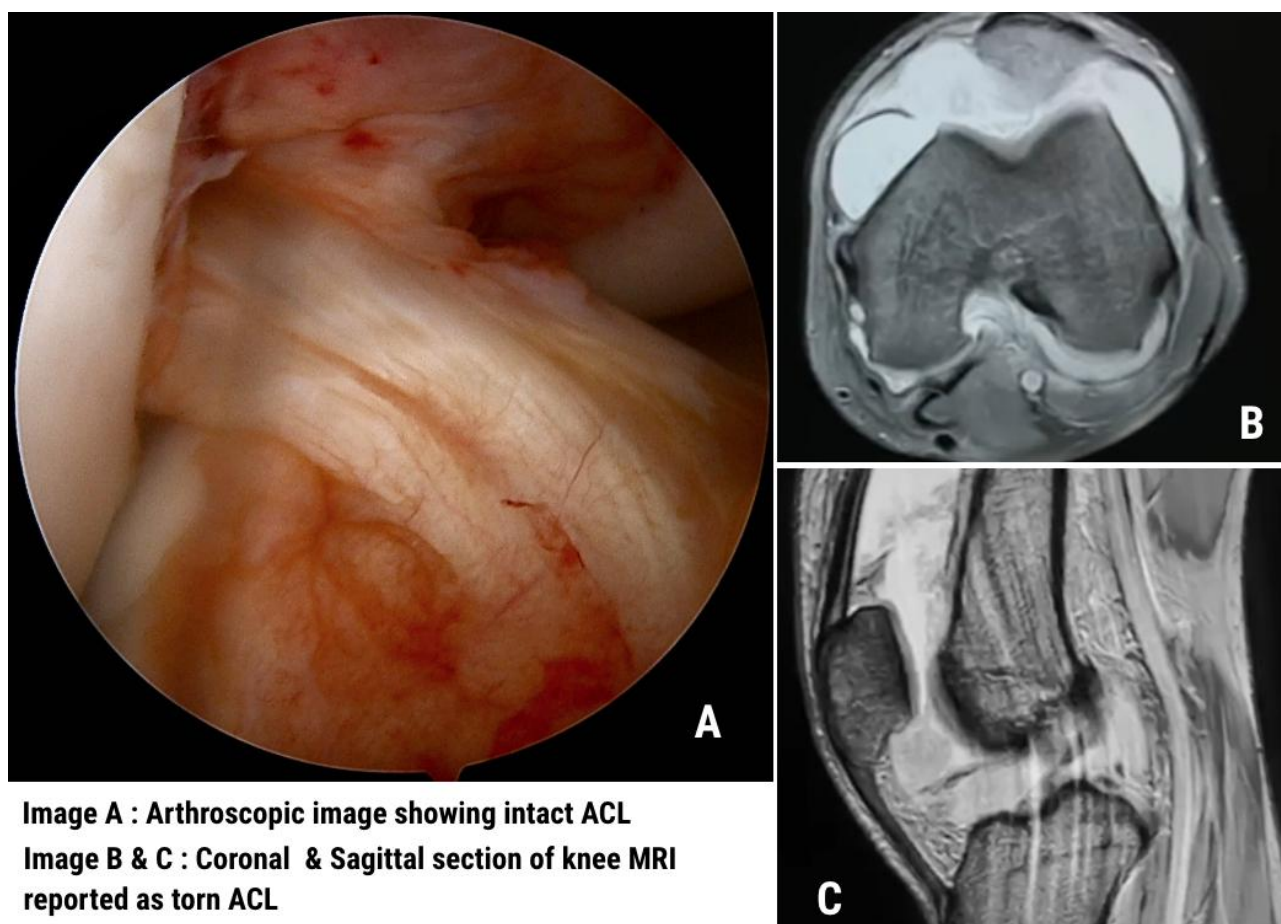 A
B
C
Image A : Arthroscopic image showing intact ACL
Image B & C : Coronal & Sagittal section of knee MRI
reported as torn ACL